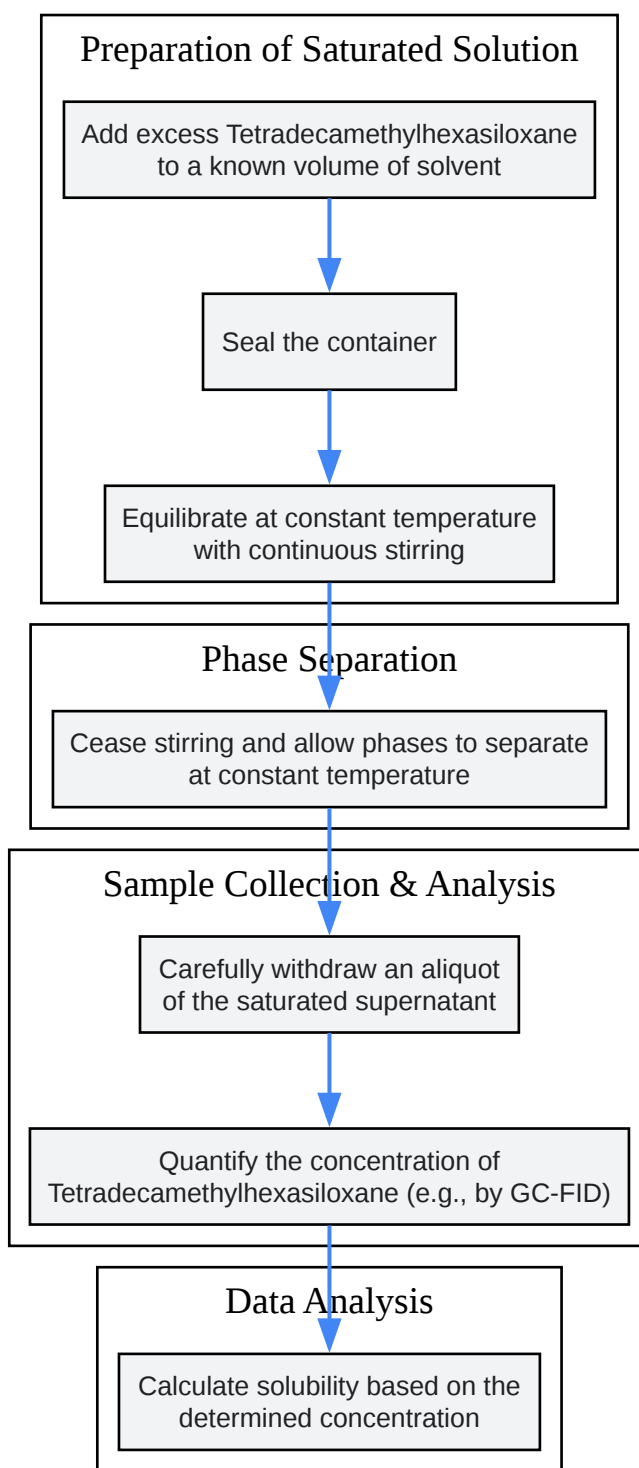 Preparation of Saturated Solution
Add excess Tetradecamethylhexasiloxane
to a known volume of solvent
Seal the container
Equilibrate at constant temperature
with continuous stirring
Phase Separation
Cease stirring and allow phases to separate
at constant temperature
Sample Collection & Analysis
Carefully withdraw an aliquot
of the saturated supernatant
Quantify the concentration of
Tetradecamethylhexasiloxane (e.g., by GC-FID)
Data Analysis
Calculate solubility based on the
determined concentration